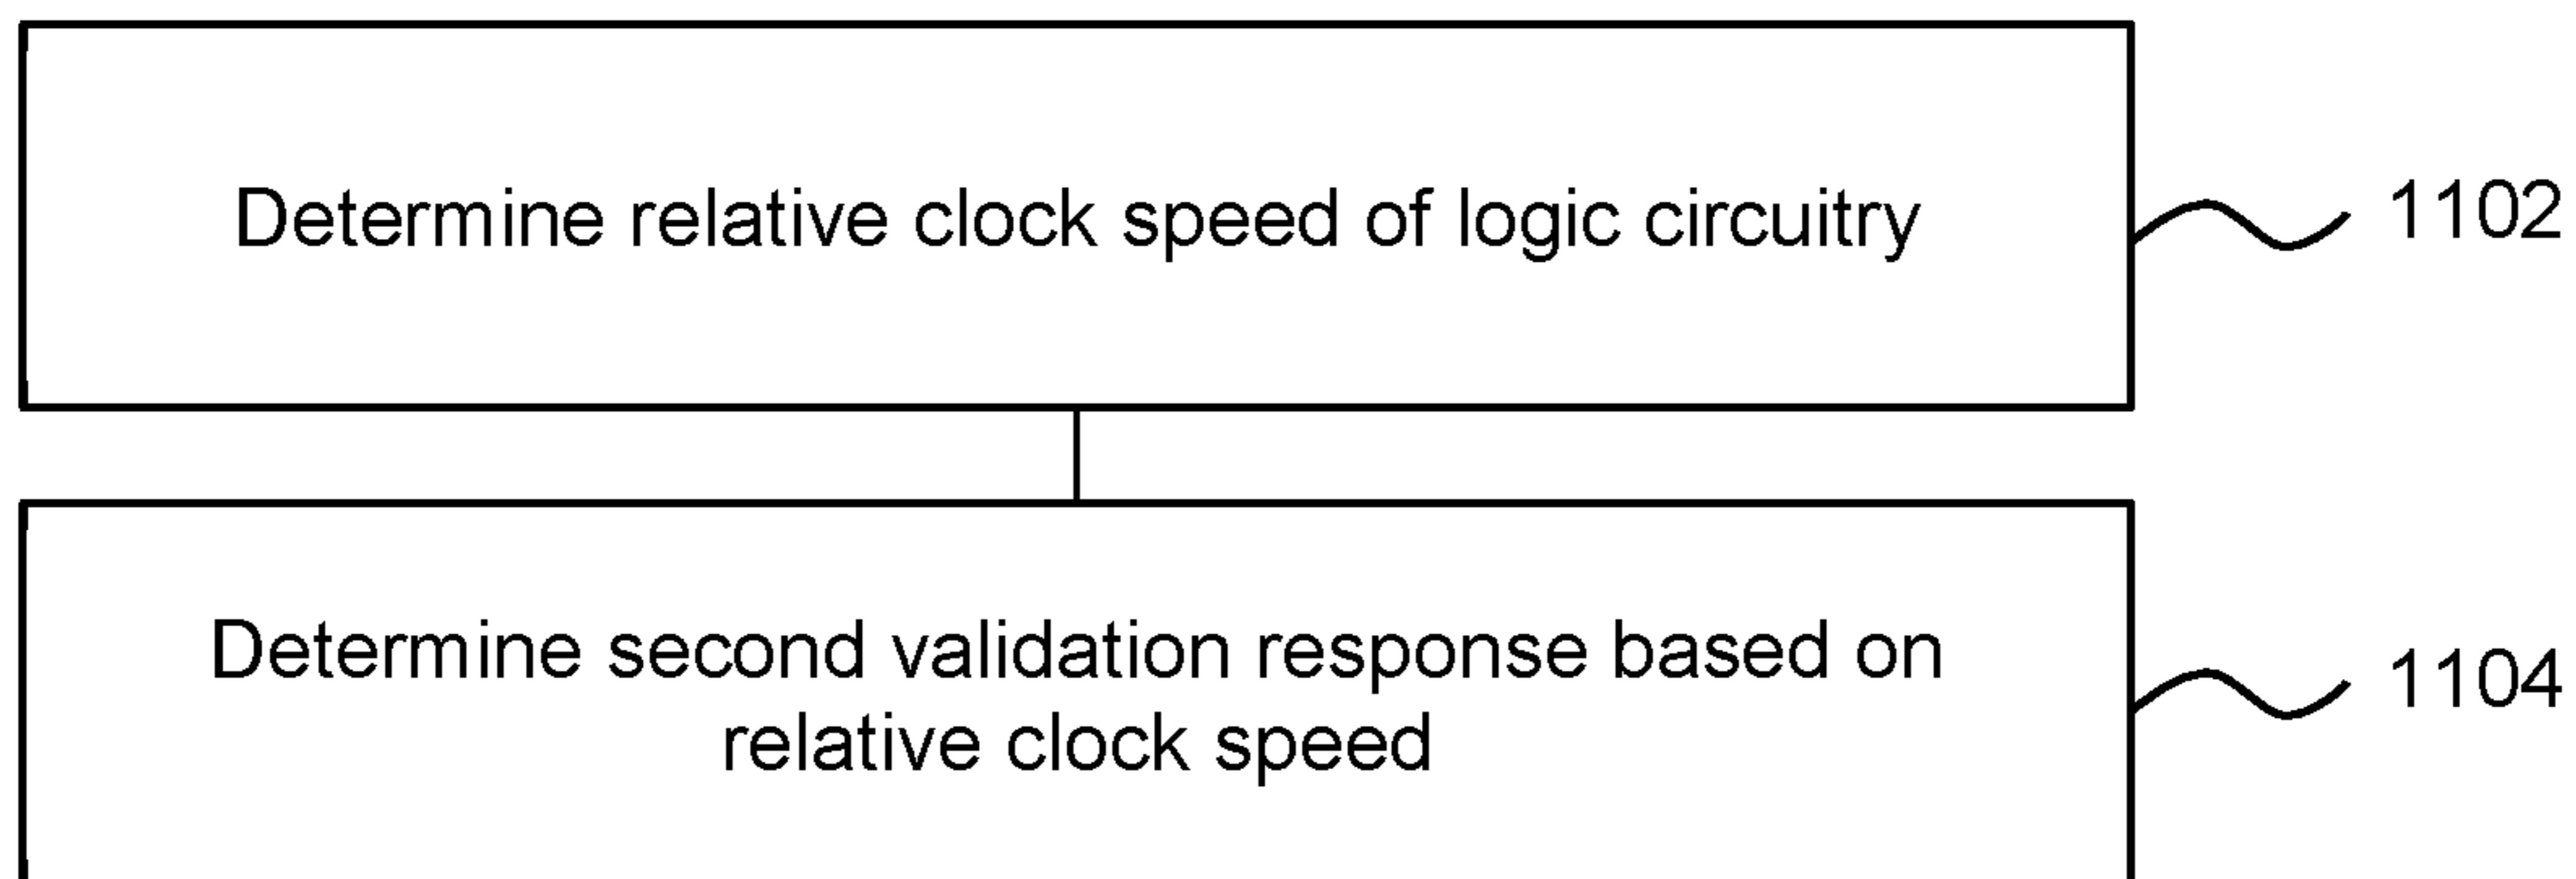 Determine relative clock speed of logic circuitry
1102
Determine second validation response based on
relative clock speed
1104